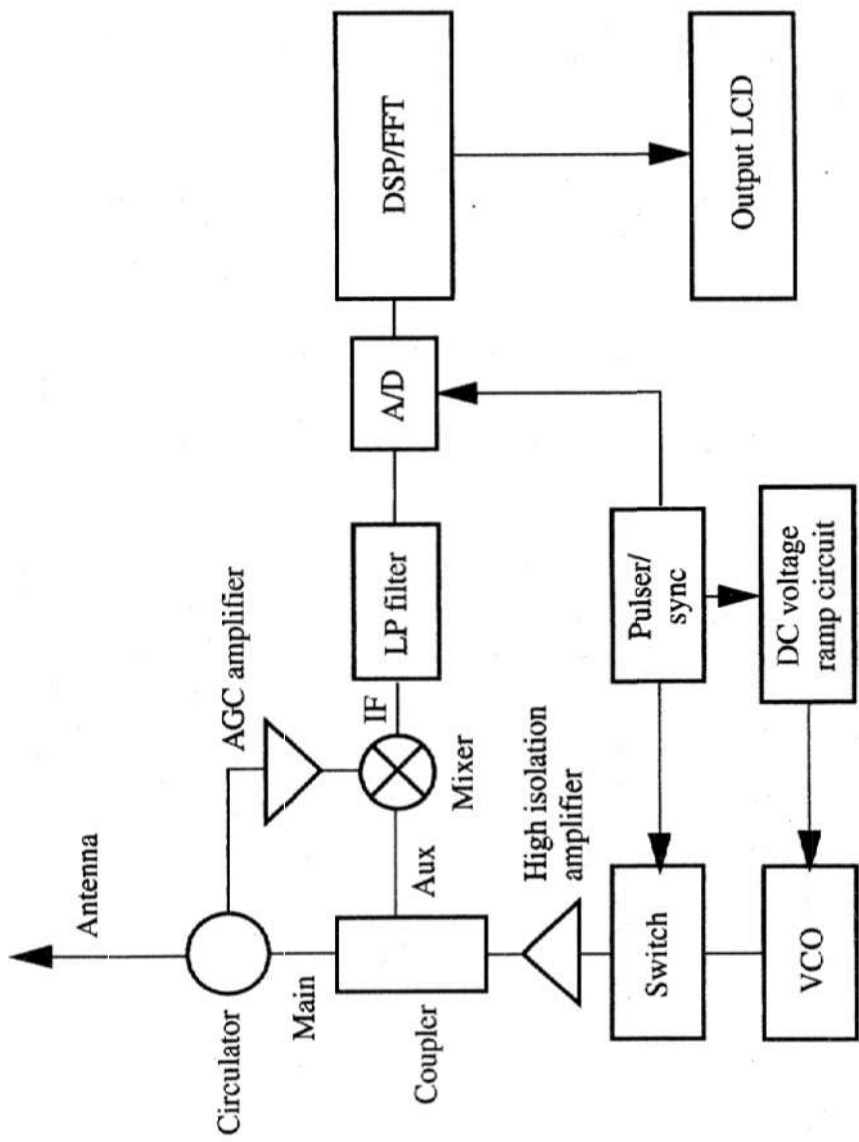 Antenna
Circulator
Main
AGC amplifier
Coupler
Aux
Mixer
IF
LP filter
A/D
DSP/FFT
High isolation
amplifier
Switch
Pulser/
sync
Output LCD
VCO
DC voltage
ramp circuit